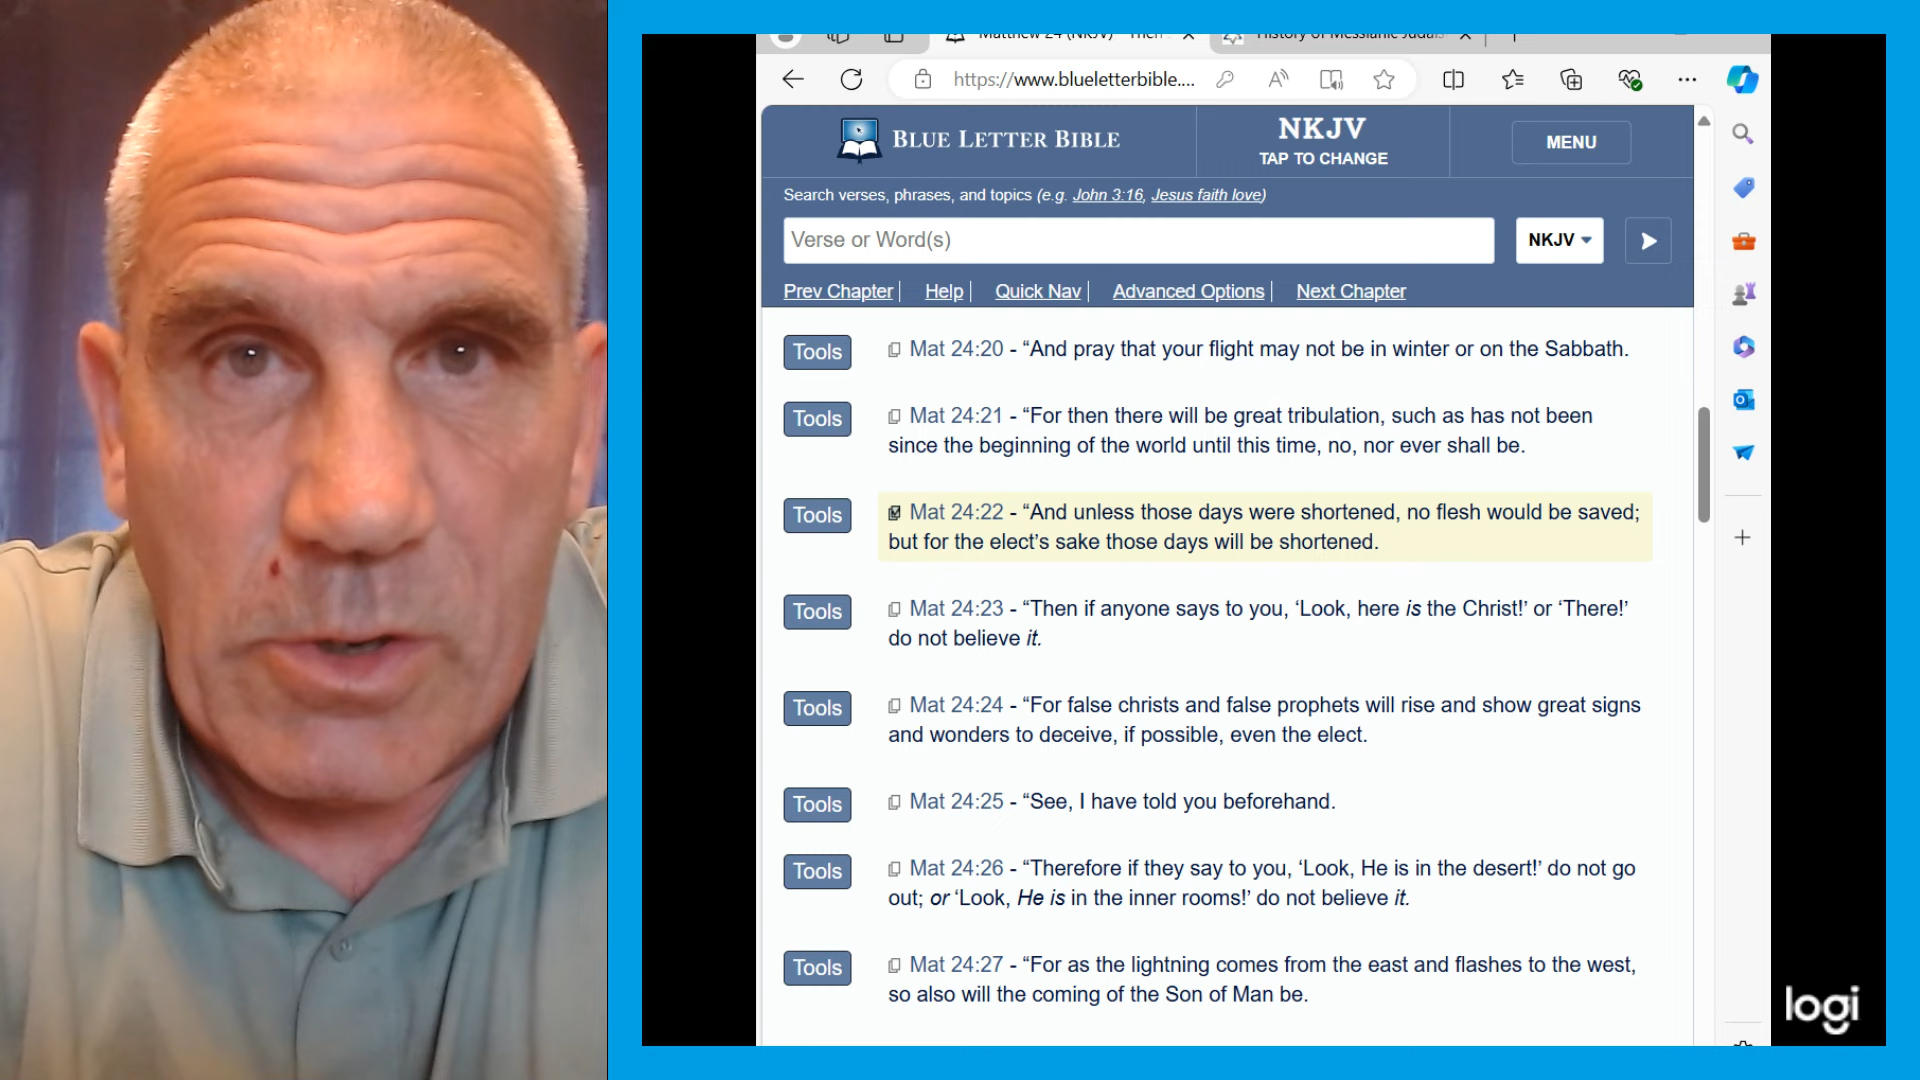 Matthew 24 (NKJV) - Then
History of Messianic Judais
https://www.blueletterbible....
BLUE LETTER BIBLE
NKJV
TAP TO CHANGE
MENU
Search verses, phrases, and topics (e.g. John 3:16, Jesus faith love)
Verse or Word(s)
NKJV
Prev Chapter | Help | Quick Nav | Advanced Options | Next Chapter
Tools Mat 24:20 - “And pray that your flight may not be in winter or on the Sabbath.
Tools Mat 24:21 - “For then there will be great tribulation, such as has not been
since the beginning of the world until this time, no, nor ever shall be.
Tools Mat 24:22 - “And unless those days were shortened, no flesh would be saved;
but for the elect’s sake those days will be shortened.
Tools Mat 24:23 - “Then if anyone says to you, ‘Look, here is the Christ!’ or ‘There!’
do not believe it.
Tools Mat 24:24 - “For false christs and false prophets will rise and show great signs
and wonders to deceive, if possible, even the elect.
Tools Mat 24:25 - “See, I have told you beforehand.
Tools Mat 24:26 - “Therefore if they say to you, ‘Look, He is in the desert!’ do not go
out; or ‘Look, He is in the inner rooms!’ do not believe it.
Tools Mat 24:27 - “For as the lightning comes from the east and flashes to the west,
so also will the coming of the Son of Man be.
logi